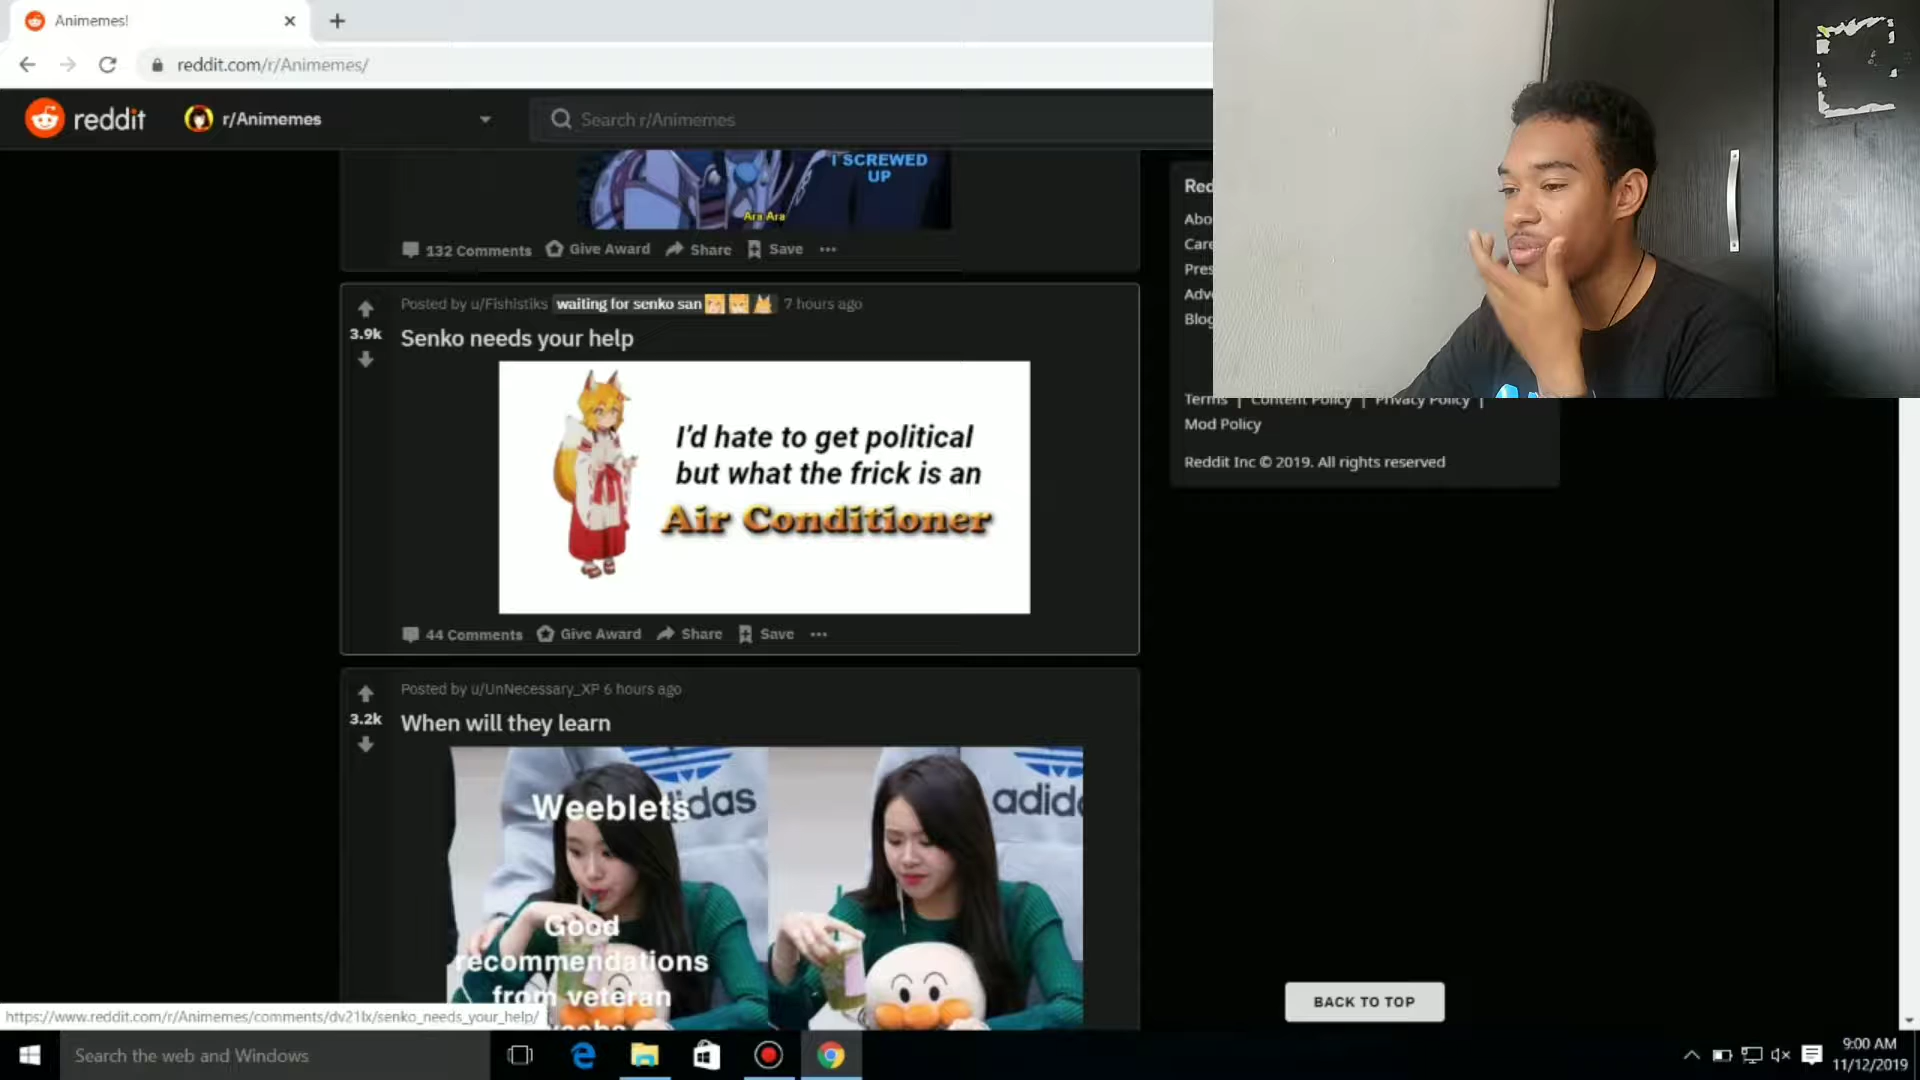 Animemes!
reddit.com/r/Animemes/
reddit
r/Animemes
Search r/Animemes
I SCREWED
UP
Ara Ara
132 Comments Give Award Share Save
Posted by u/Fishistiks waiting for senko san 7 hours ago
3.9k
Senko needs your help
I'd hate to get political
but what the frick is an
Air Conditioner
44 Comments Give Award Share Save
Posted by u/UnNecessary_XP 6 hours ago
3.2k
When will they learn
Weeblets
didas
adid
Good
recommendations
from veteran
Red
Abo
Care
Pres
Adv
Blog
Terms | Content Policy | Privacy Policy |
Mod Policy
Reddit Inc © 2019. All rights reserved
BACK TO TOP
https://www.reddit.com/r/Animemes/comments/dv21lx/senko_needs_your_help/
Search the web and Windows
9:00 AM
11/12/2019